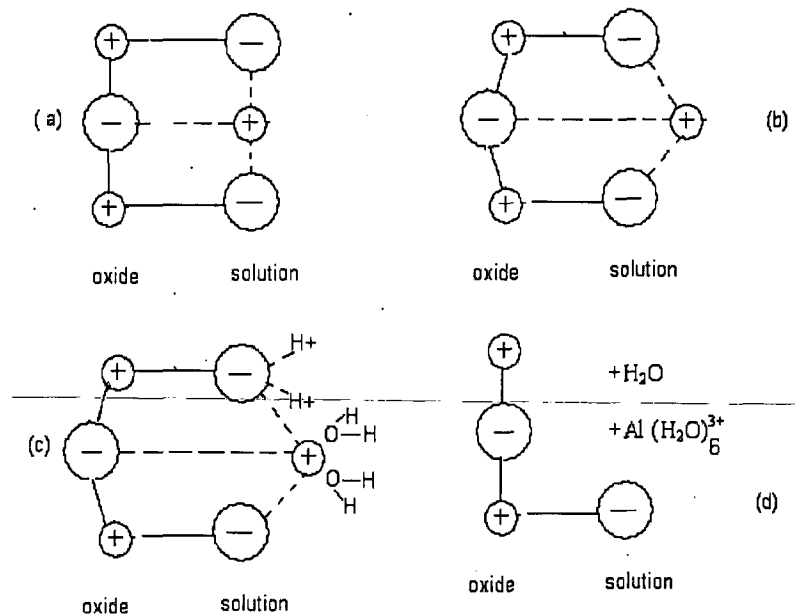 (a)
+ −
− +
+ −
oxide solution
(b)
+ −
− +
+ −
oxide solution
(c)
+ − H+
H+
− + O—H H
O—H H
+ −
oxide solution
(d)
+ +H₂O
− +Al (H₂O)₆³⁺
+ −
oxide solution